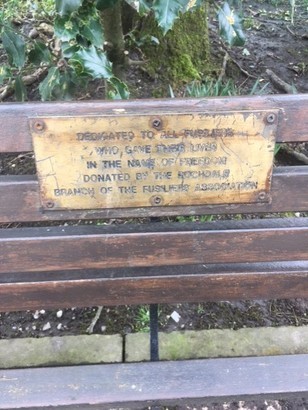 DEDICATED TO ALL FUSILIERS
WHO GAVE THEIR LIVES
IN THE NAME OF FREEDOM
DONATED BY THE ROCHDALE
BRANCH OF THE FUSILIERS ASSOCIATION